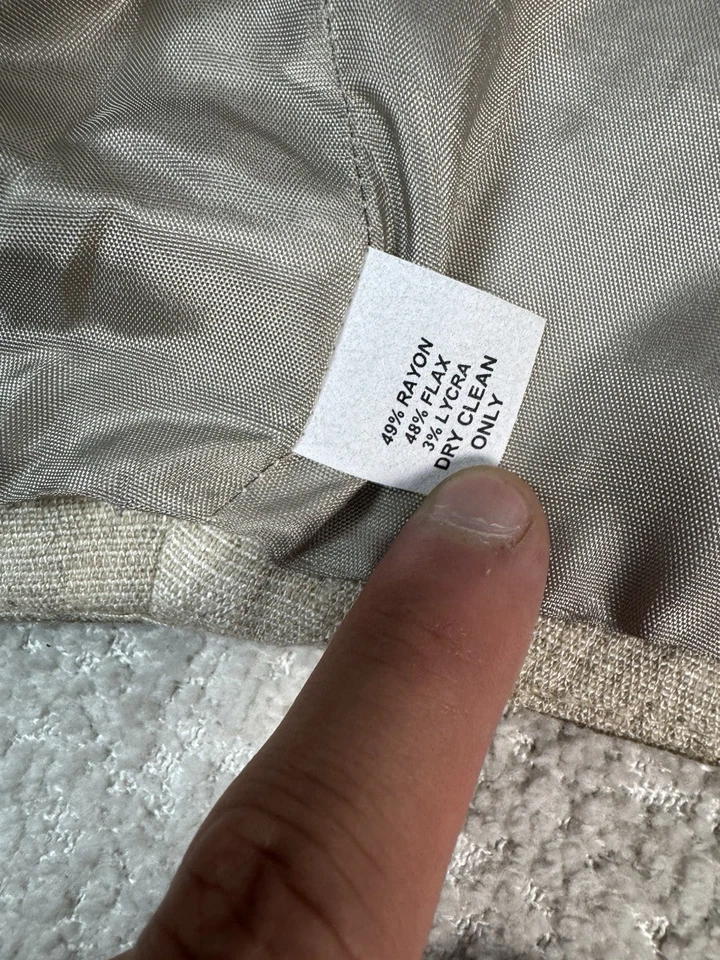 49% RAYON
48% FLAX
3% LYCRA
DRY CLEAN
ONLY